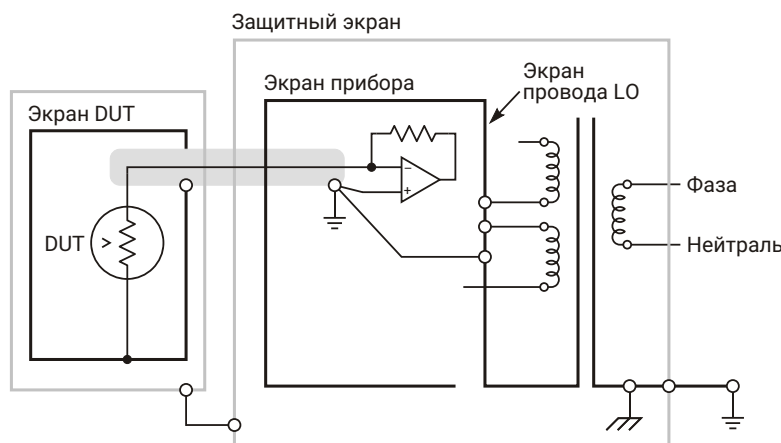 Защитный экран
Экран прибора
Экран
провода LO
Экран DUT
DUT
Фаза
Нейтраль